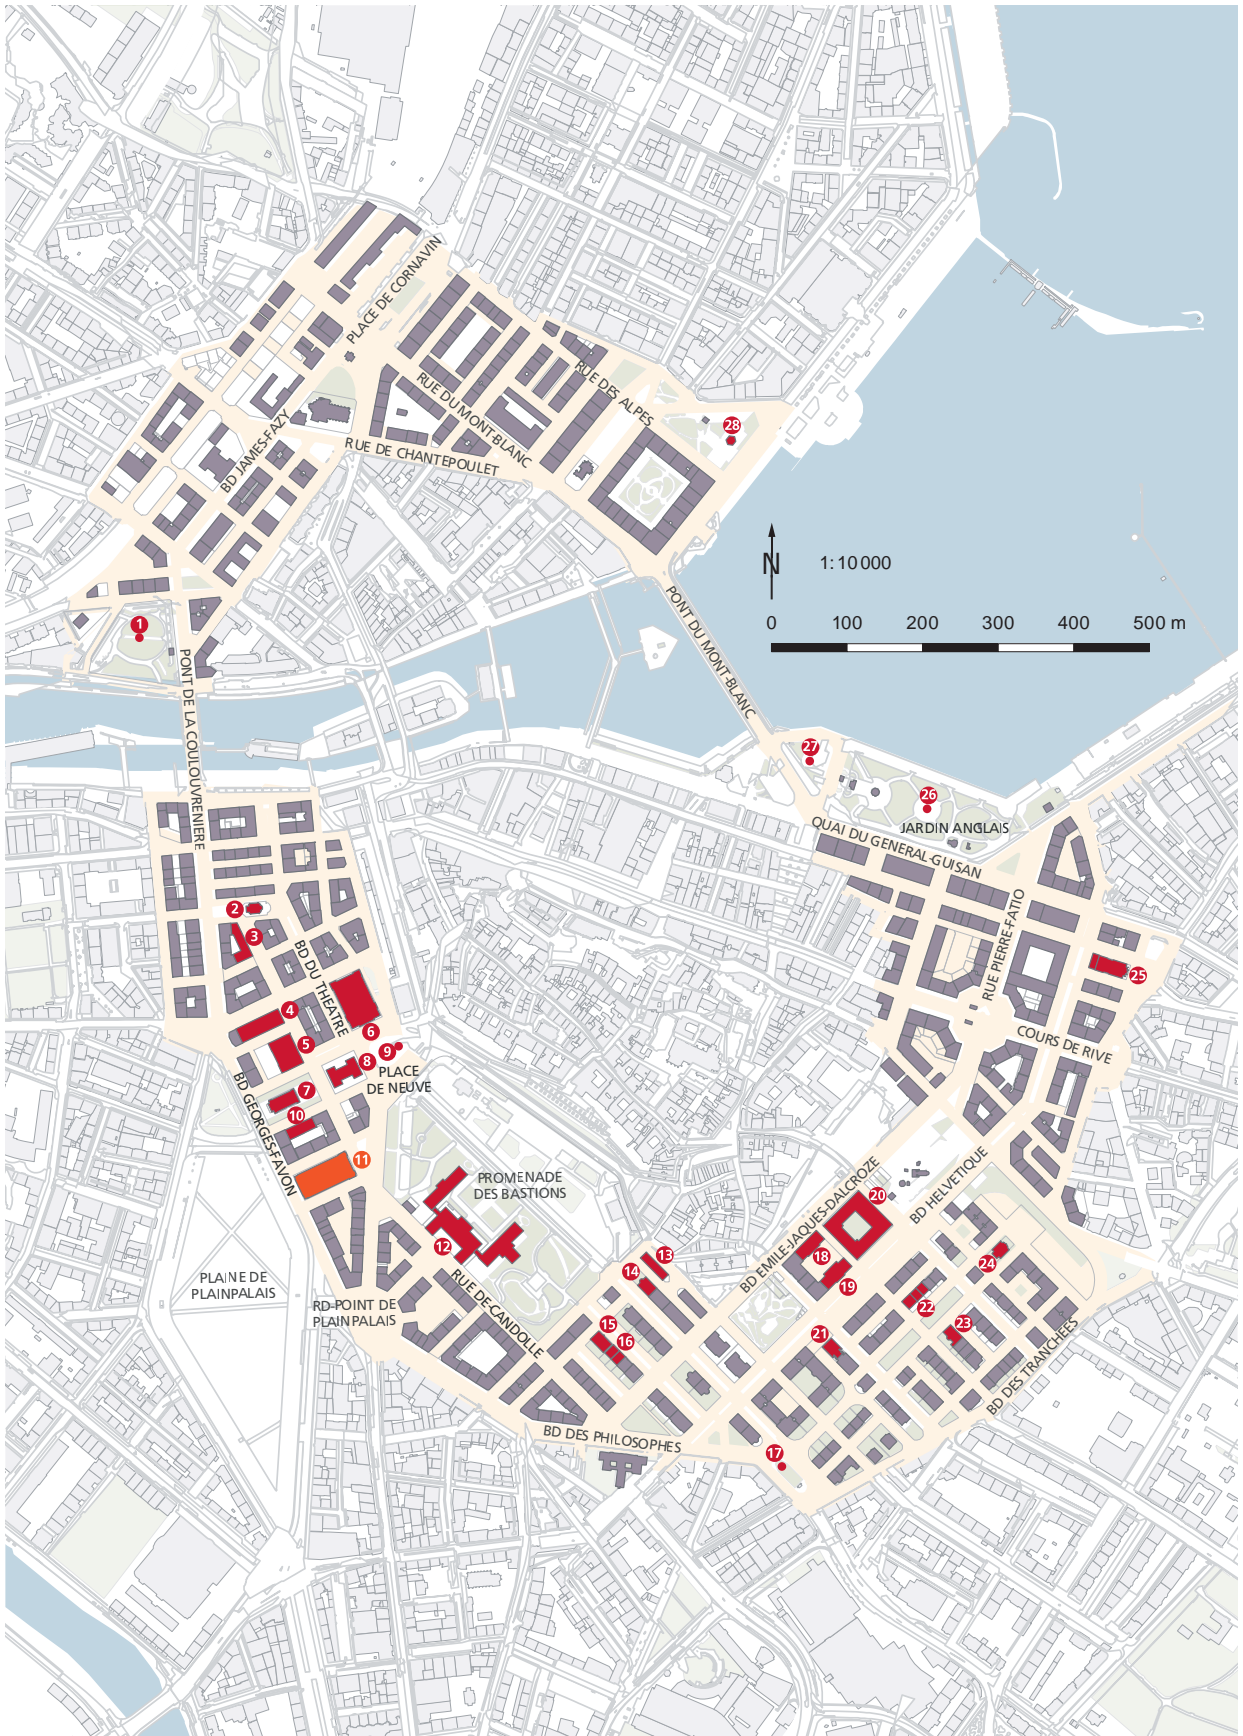 PLACE DE CORNAVIN
RUE DES ALPES
RUE DU MONT-BLANC
BD JAMES-FAZY
28
RUE DE CHANTEPOULET
N
1: 10 000
0 100 200 300 400 500 m
1
PONT DU MONT-BLANC
PONT DE LA COULOUVRENIERE
27
26
JARDIN ANGLAIS
QUAI DU GENERAL-GUISAN
2
3
RUE PIERRE-FATIO
BD DU THEATRE
25
4
6
5
9
8
PLACE
DE NEUVE
COURS DE RIVE
7
10
BD GEORGES-FAVON
11
PROMENADE
DES BASTIONS
BD EMILE-JAQUES-DALCROZE
20
BD HELVETIQUE
12
13
18
14
19
24
PLAINE DE
PLAINPALAIS
RUE DE-CANDOLLE
RD-POINT DE
PLAINPALAIS
22
15
16
21
23
BD DES TRANCHEES
BD DES PHILOSOPHES
17